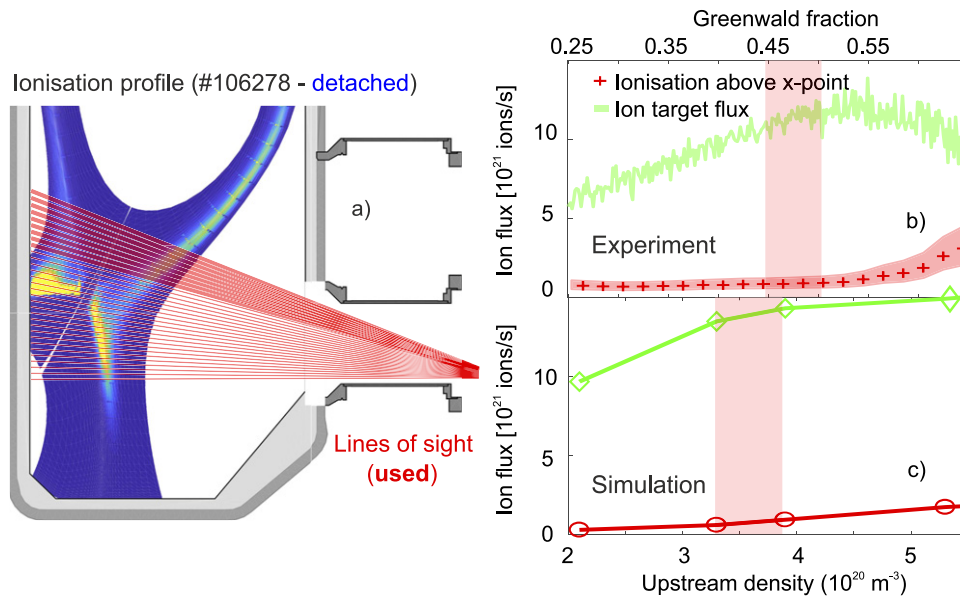 Ionisation profile (#106278 - detached)
a)
Lines of sight
(used)
Greenwald fraction
0.25 0.35 0.45 0.55
Ionisation above x-point
Ion target flux
Ion flux [10²¹ ions/s]
10
5
0
b)
Experiment
Ion flux [10²¹ ions/s]
10
5
0
c)
Simulation
2 3 4 5
Upstream density (10²⁰ m⁻³)